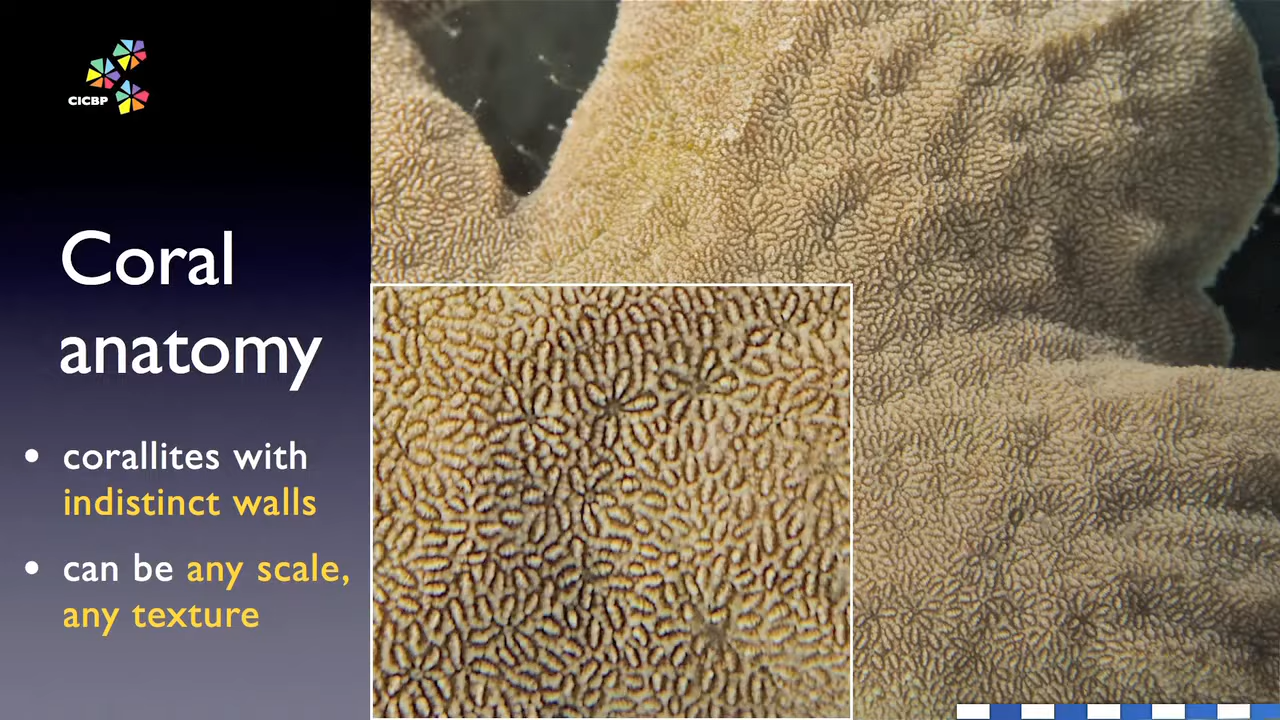 CICBP
Coral
anatomy
• corallites with
indistinct walls
• can be any scale,
any texture